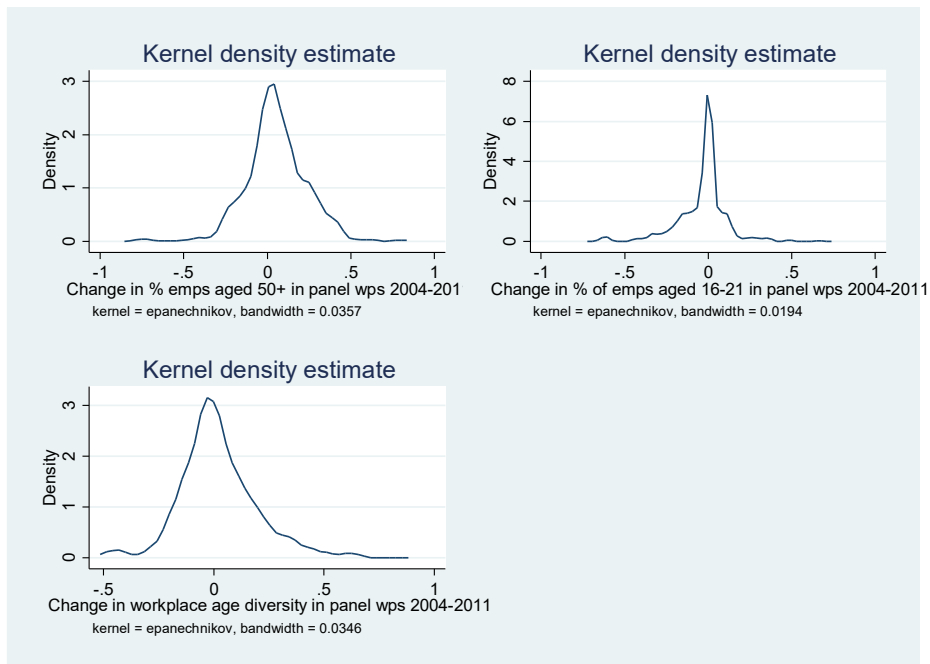 Kernel density estimate
3
2
1
0
Density
-1 -.5 0 .5 1
Change in % emps aged 50+ in panel wps 2004-201
kernel = epanechnikov, bandwidth = 0.0357
Kernel density estimate
8
6
4
2
0
Density
-1 -.5 0 .5 1
Change in % of emps aged 16-21 in panel wps 2004-2011
kernel = epanechnikov, bandwidth = 0.0194
Kernel density estimate
3
2
1
0
Density
-.5 0 .5 1
Change in workplace age diversity in panel wps 2004-2011
kernel = epanechnikov, bandwidth = 0.0346